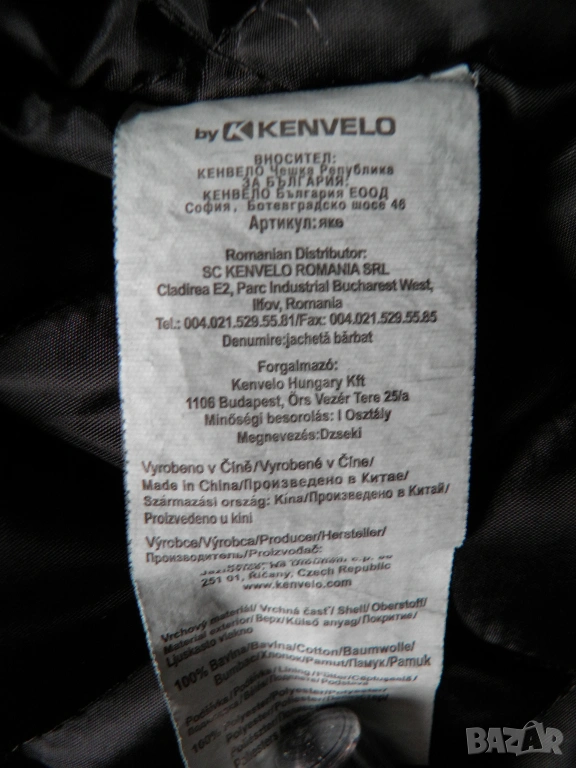 by KENVELO
ВНОСИТЕЛ:
КЕНВЕЛО Чешка Република
ЗА БЪЛГАРИЯ:
КЕНВЕЛО България ЕООД
София, Ботевградско шосе 46
Артикул:яке
Romanian Distributor:
SC KENVELO ROMANIA SRL
Cladirea E2, Parc Industrial Bucharest West,
Ilfov, Romania
Tel.: 004.021.529.55.81/Fax: 004.021.529.55.85
Denumire:jachetă bărbat
Forgalmazó:
Kenvelo Hungary Kft
1106 Budapest, Örs Vezér Tere 25/a
Minőségi besorolás: I Osztály
Megnevezés:Dzseki
Vyrobeno v Číně/Vyrobené v Číne/
Made in China/Произведено в Китае/
Származási ország: Kína/Произведено в Китай/
Proizvedeno u kini
Výrobce/Výrobca/Producer/Hersteller/
Производитель/Proizvođač:
251 01, Ričany, Czech Republic
www.kenvelo.com
Vrchový materiál/ Vrchná časť/ Shell/ Oberstoff/
Material exterior/ Верх/Külső anyag/Покритие/
Ljuskasto vlakno
100% Bavlna/Bavlna/Cotton/Baumwolle/
Bumbac/Хлопок/Pamut/Памук/Pamuk
Podšívka/Podšívka/Lining/
100%
BAZAR